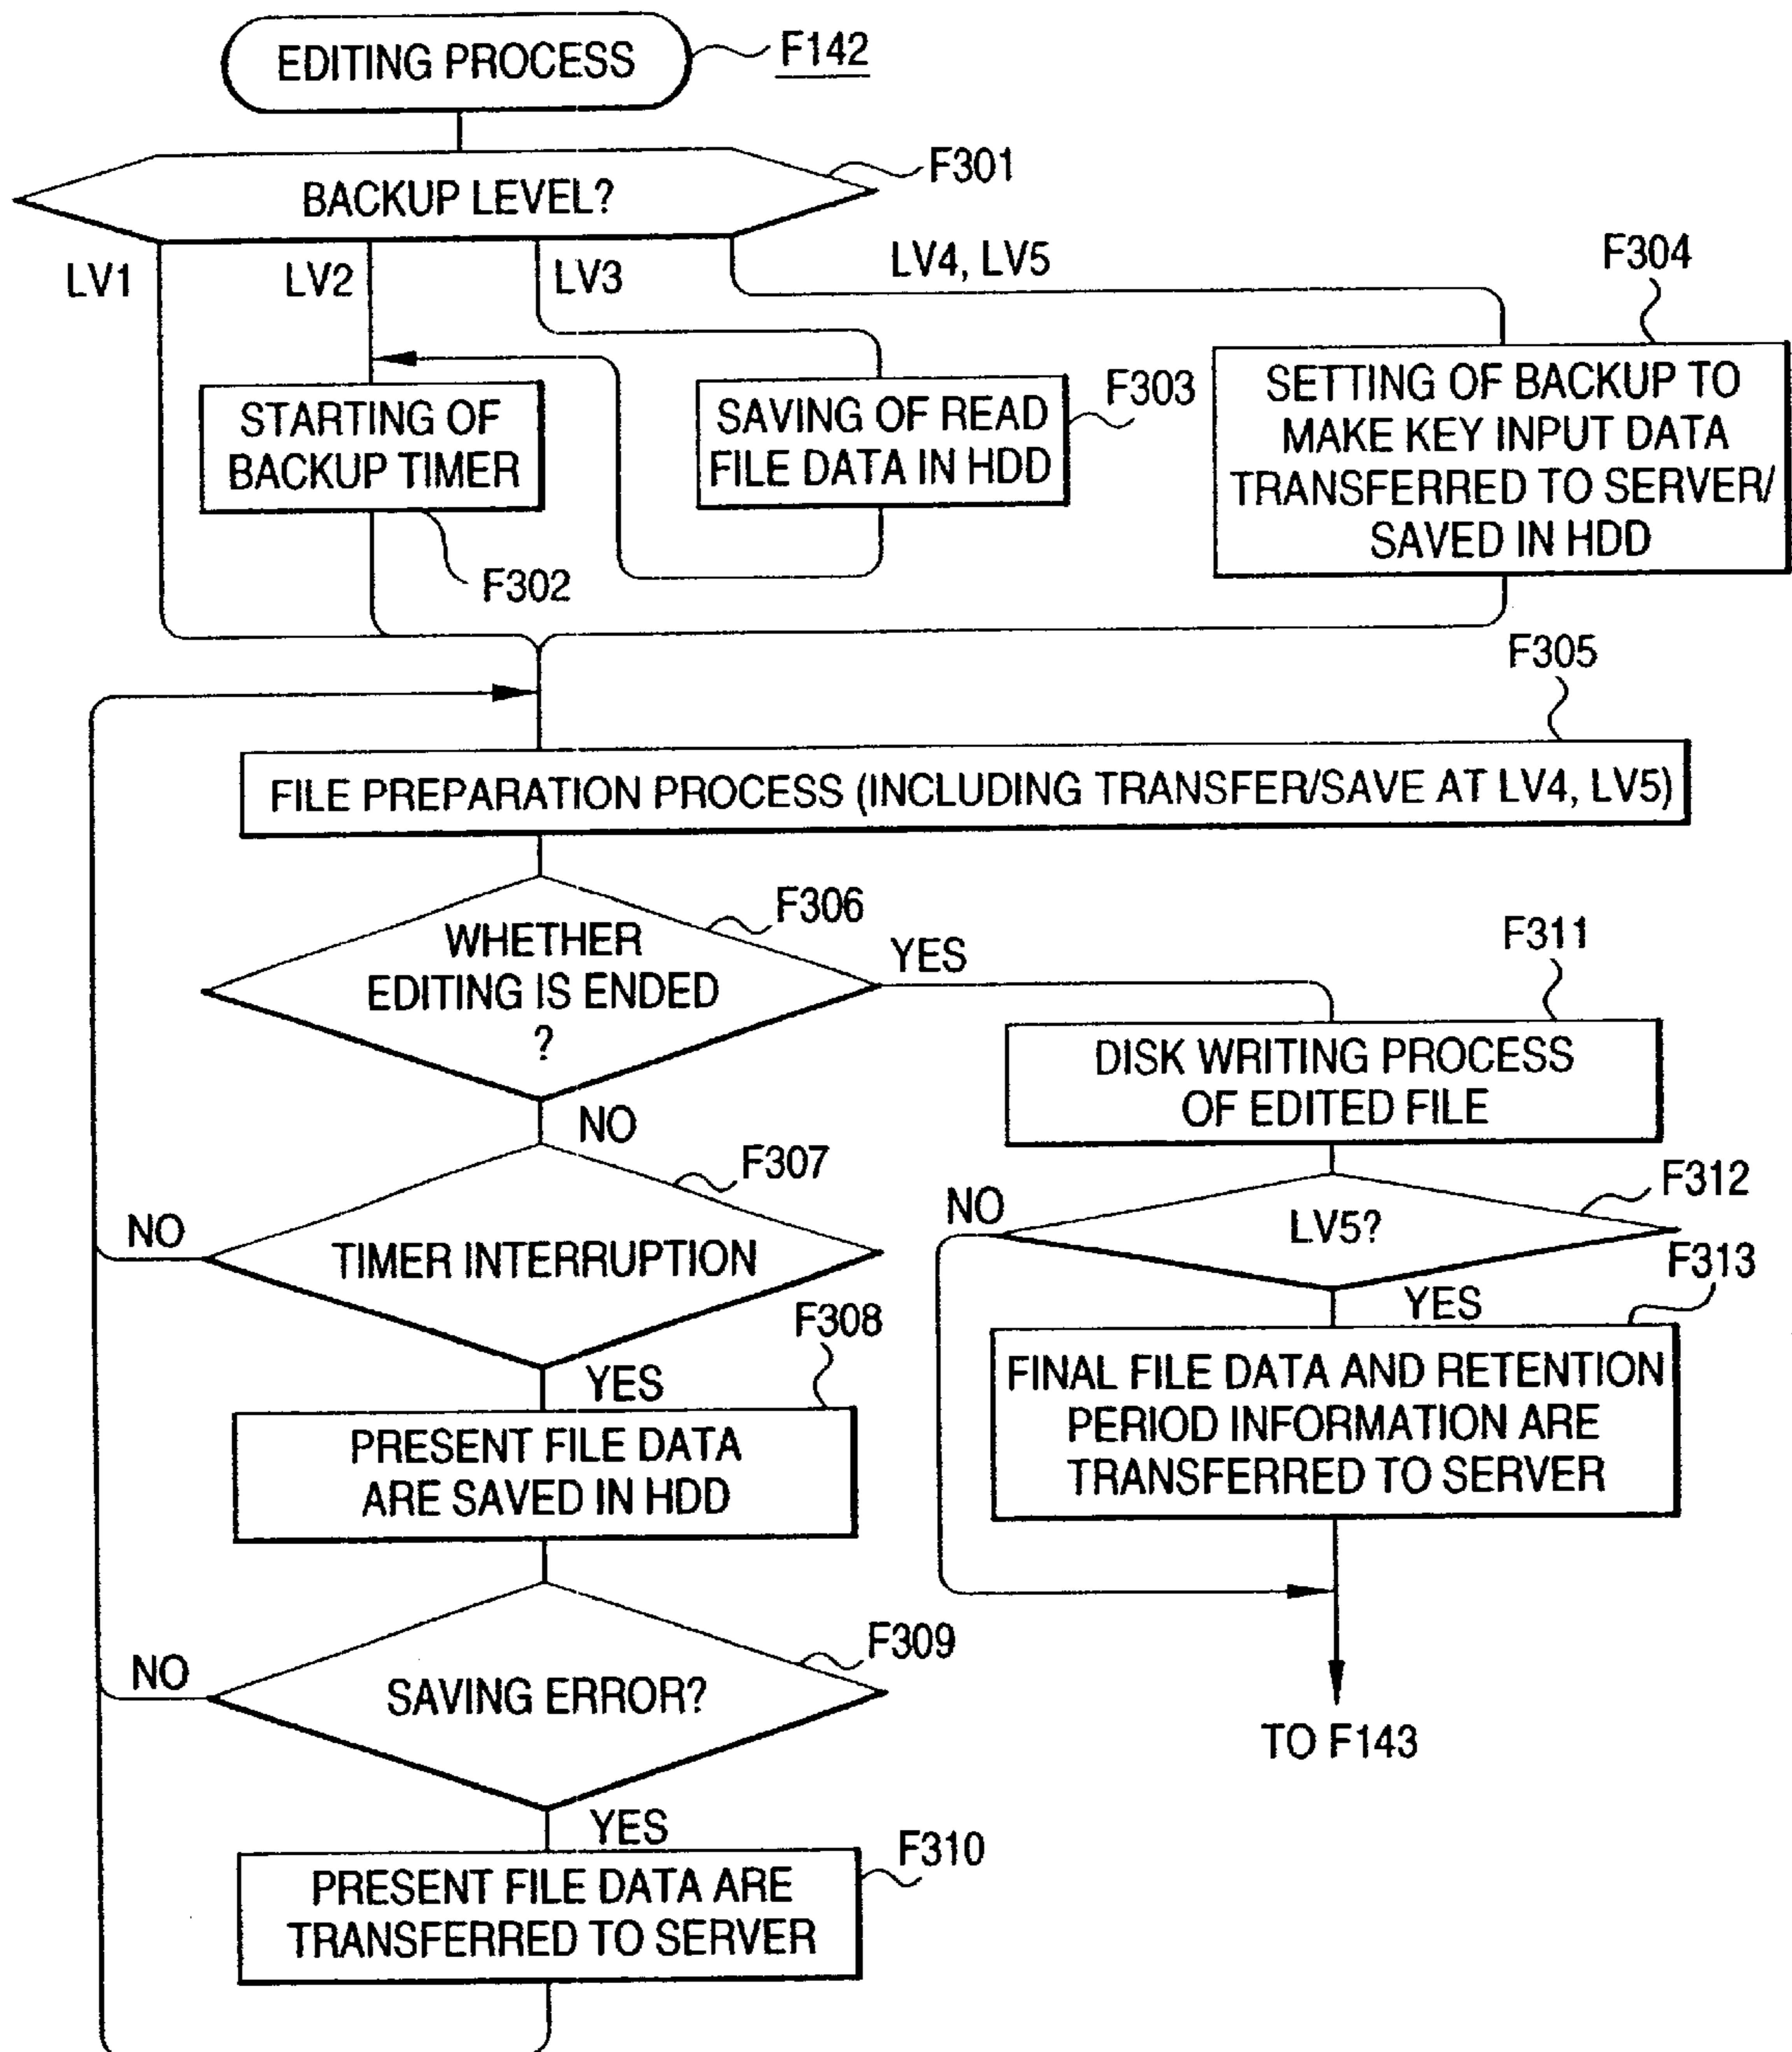 EDITING PROCESS
F142
BACKUP LEVEL?
F301
LV1
LV2
LV3
LV4, LV5
F304
STARTING OF
BACKUP TIMER
F302
SAVING OF READ
FILE DATA IN HDD
F303
SETTING OF BACKUP TO
MAKE KEY INPUT DATA
TRANSFERRED TO SERVER/
SAVED IN HDD
F305
FILE PREPARATION PROCESS (INCLUDING TRANSFER/SAVE AT LV4, LV5)
F306
WHETHER
EDITING IS ENDED
?
YES
NO
F311
DISK WRITING PROCESS
OF EDITED FILE
F307
TIMER INTERRUPTION
NO
YES
F312
LV5?
NO
YES
F313
FINAL FILE DATA AND RETENTION
PERIOD INFORMATION ARE
TRANSFERRED TO SERVER
F308
PRESENT FILE DATA
ARE SAVED IN HDD
F309
SAVING ERROR?
NO
YES
TO F143
F310
PRESENT FILE DATA ARE
TRANSFERRED TO SERVER